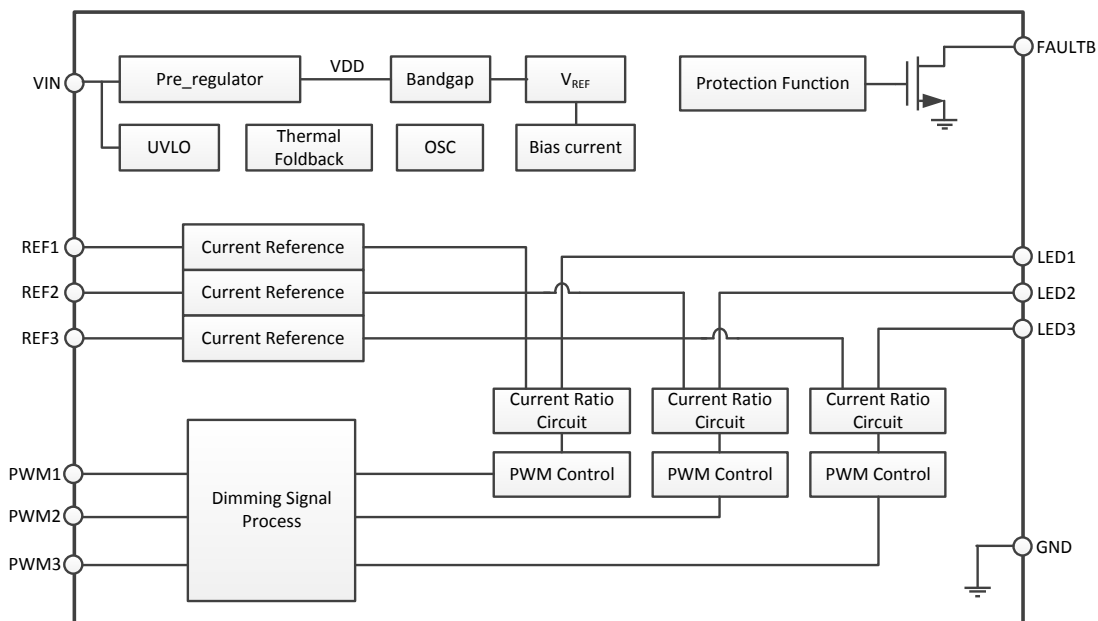 FAULTB
VIN
Pre_regulator
VDD
Bandgap
VREF
Protection Function
UVLO
Thermal
Foldback
OSC
Bias current
REF1
Current Reference
LED1
REF2
Current Reference
LED2
REF3
Current Reference
LED3
Current Ratio
Circuit
Current Ratio
Circuit
Current Ratio
Circuit
PWM1
PWM Control
PWM Control
PWM Control
Dimming Signal
Process
PWM2
PWM3
GND